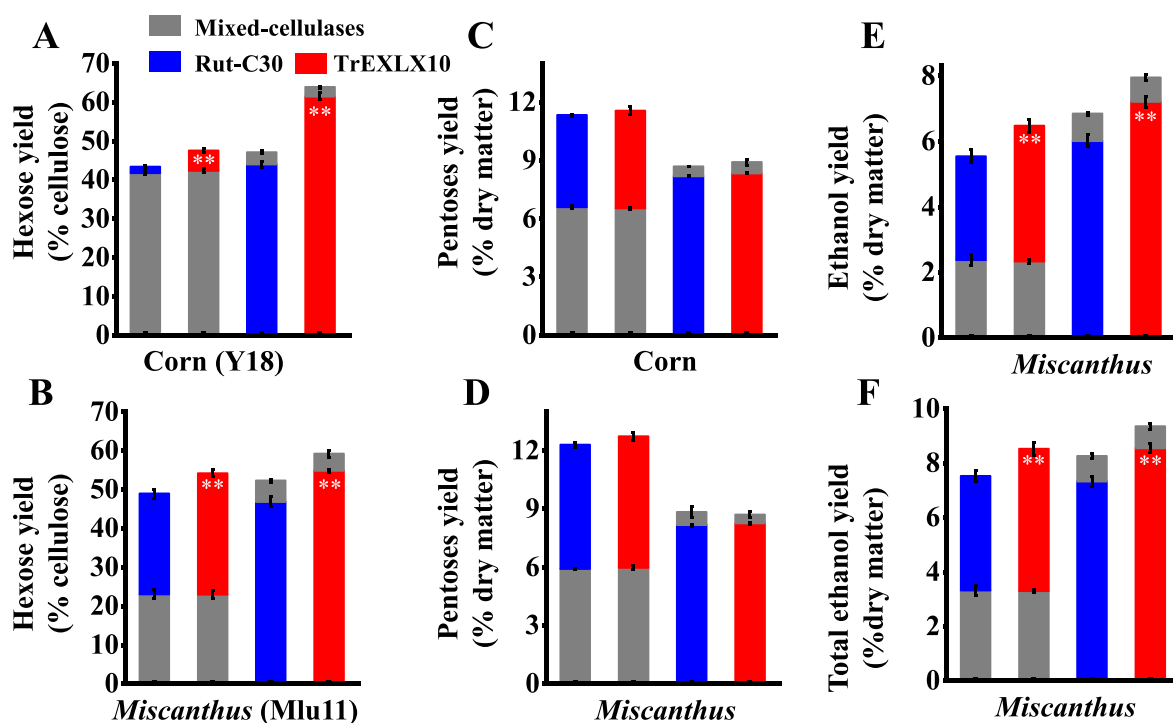 A
Mixed-cellulases
Rut-C30
TrEXLX10
Hexose yield
(% cellulose)
70
60
50
40
30
20
10
0
**
**
Corn (Y18)
C
Pentoses yield
(% dry matter)
12
9
6
3
0
Corn
E
Ethanol yield
(% dry matter)
8
6
4
2
0
**
**
Miscanthus
B
Hexose yield
(% cellulose)
70
60
50
40
30
20
10
0
**
**
Miscanthus (Mlu11)
D
Pentoses yield
(% dry matter)
12
9
6
3
0
Miscanthus
F
Total ethanol yield
(%dry matter)
10
8
6
4
2
0
**
**
Miscanthus